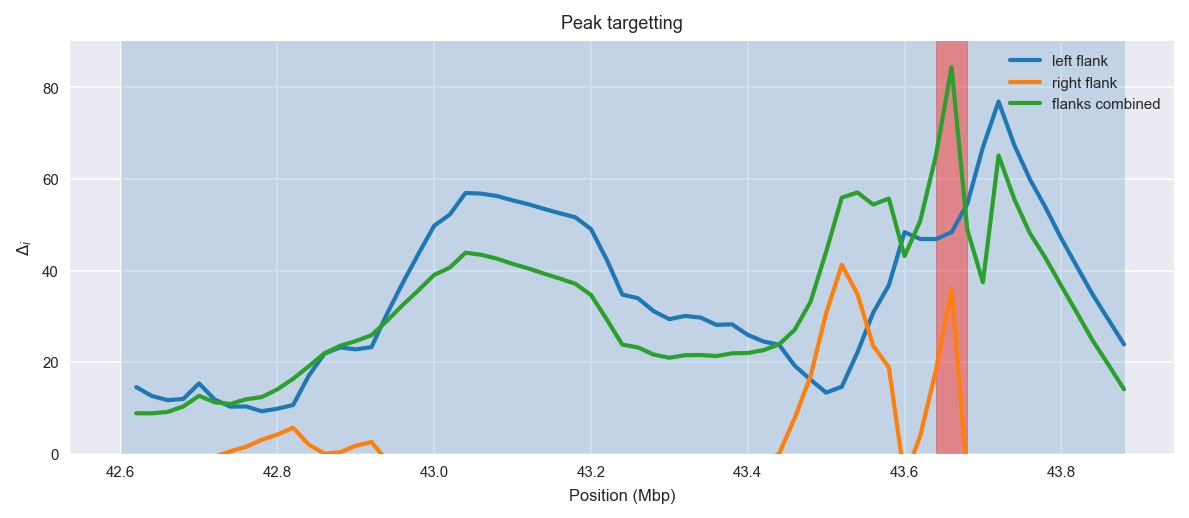 Peak targetting
left flank
right flank
flanks combined
80
60
40
20
0
Δi
42.6 42.8 43.0 43.2 43.4 43.6 43.8
Position (Mbp)